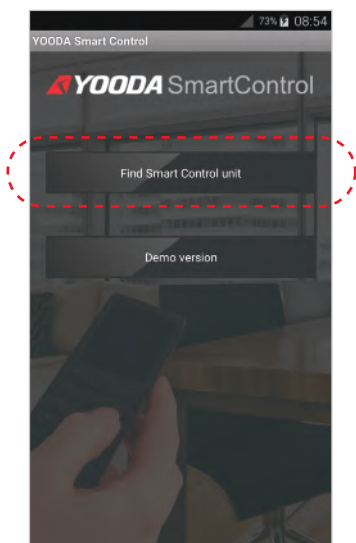 73% 08:54
YOODA Smart Control
YOODA SmartControl
Find Smart Control unit
Demo version